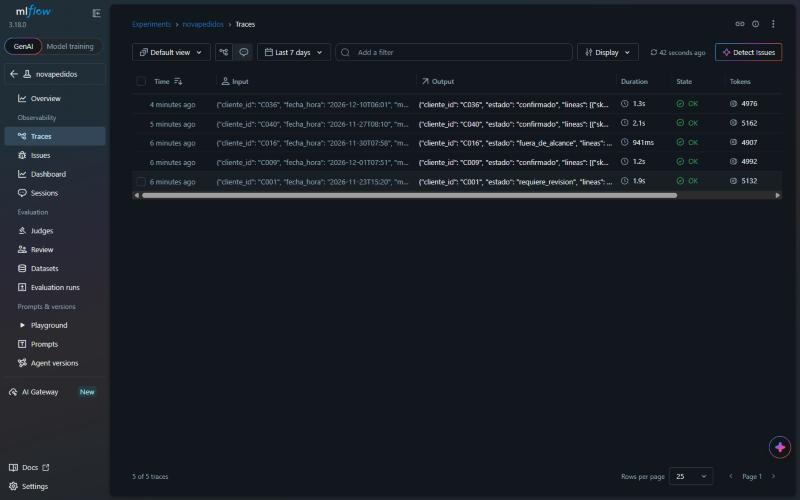 mlflow
3.18.0
GenAI Model training
novapedidos
Overview
Observability
Traces
Issues
Dashboard
Sessions
Evaluation
Judges
Review
Datasets
Evaluation runs
Prompts & versions
Playground
Prompts
Agent versions
AI Gateway New
Docs
Settings
Experiments > novapedidos > Traces
Default view Last 7 days Add a filter Display 42 seconds ago Detect Issues
Time Input Output Duration State Tokens
4 minutes ago {"cliente_id": "C036", "fecha_hora": "2026-12-10T06:01", "m... {"cliente_id": "C036", "estado": "confirmado", "lineas": [{"sk... 1.3s OK 4976
5 minutes ago {"cliente_id": "C040", "fecha_hora": "2026-11-27T08:10", "m... {"cliente_id": "C040", "estado": "confirmado", "lineas": [{"sk... 2.1s OK 5162
6 minutes ago {"cliente_id": "C016", "fecha_hora": "2026-11-30T07:58", "m... {"cliente_id": "C016", "estado": "fuera_de_alcance", "lineas": ... 941ms OK 4907
6 minutes ago {"cliente_id": "C009", "fecha_hora": "2026-12-01T07:51", "m... {"cliente_id": "C009", "estado": "confirmado", "lineas": [{"sk... 1.2s OK 4992
6 minutes ago {"cliente_id": "C001", "fecha_hora": "2026-11-23T15:20", "m... {"cliente_id": "C001", "estado": "requiere_revision", "lineas": ... 1.9s OK 5132
5 of 5 traces Rows per page 25 Page 1